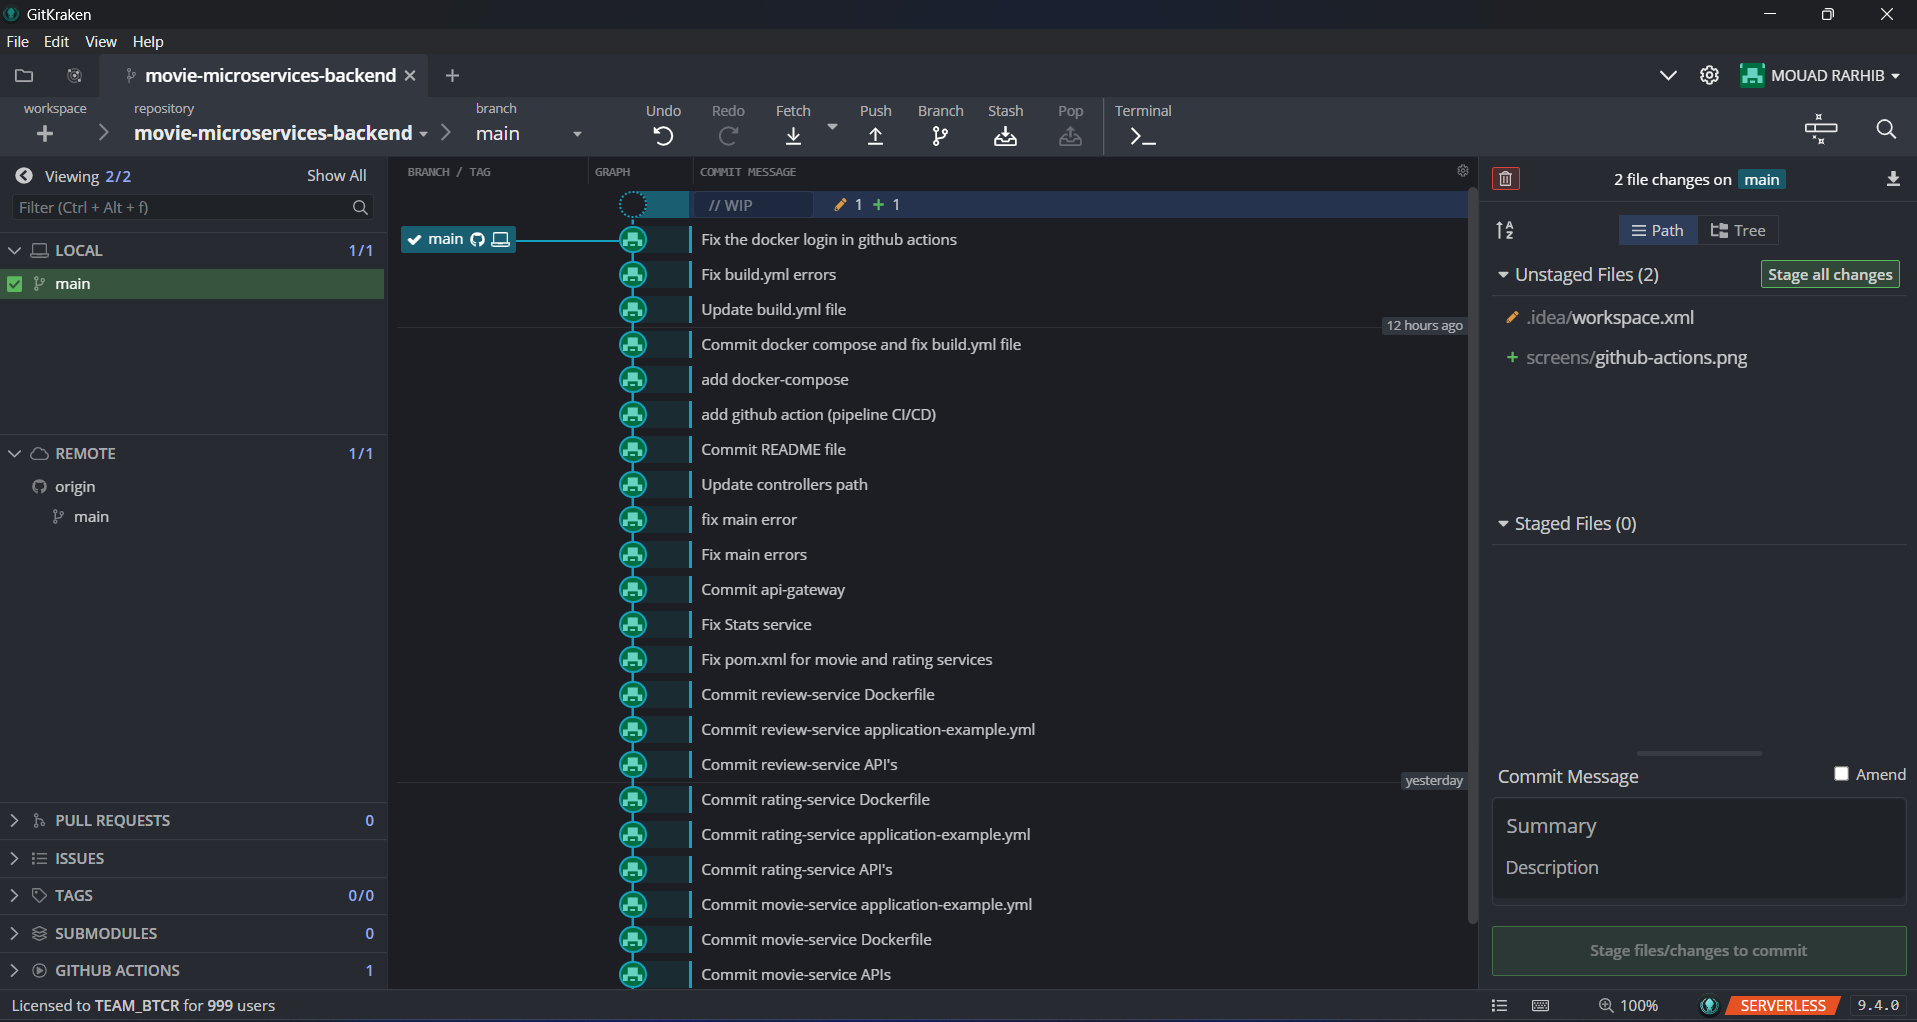 GitKraken
File Edit View Help
movie-microservices-backend
MOUAD RARHIB
workspace
repository
movie-microservices-backend
branch
main
Undo
Redo
Fetch
Push
Branch
Stash
Pop
Terminal
Viewing 2/2
Show All
Filter (Ctrl + Alt + f)
LOCAL 1/1
main
REMOTE 1/1
origin
main
PULL REQUESTS 0
ISSUES
TAGS 0/0
SUBMODULES 0
GITHUB ACTIONS 1
BRANCH / TAG
GRAPH
COMMIT MESSAGE
// WIP 1 + 1
main
Fix the docker login in github actions
Fix build.yml errors
Update build.yml file
12 hours ago
Commit docker compose and fix build.yml file
add docker-compose
add github action (pipeline CI/CD)
Commit README file
Update controllers path
fix main error
Fix main errors
Commit api-gateway
Fix Stats service
Fix pom.xml for movie and rating services
Commit review-service Dockerfile
Commit review-service application-example.yml
Commit review-service API's
yesterday
Commit rating-service Dockerfile
Commit rating-service application-example.yml
Commit rating-service API's
Commit movie-service application-example.yml
Commit movie-service Dockerfile
Commit movie-service APIs
2 file changes on main
Path
Tree
Unstaged Files (2)
Stage all changes
.idea/workspace.xml
+ screens/github-actions.png
Staged Files (0)
Commit Message
Amend
Summary
Description
Stage files/changes to commit
Licensed to TEAM_BTCR for 999 users
100%
SERVERLESS
9.4.0